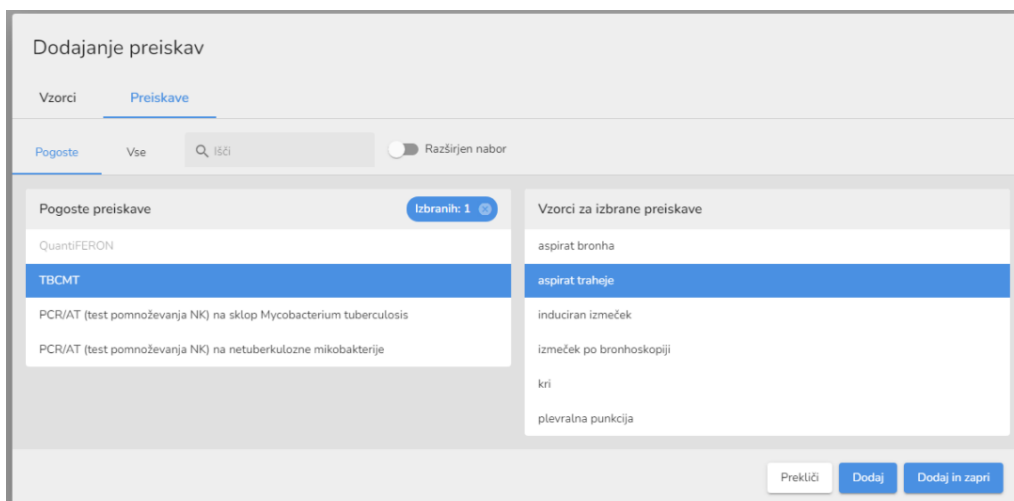 Dodajanje preiskav
Vzorci
Preiskave
Pogoste
Vse
Išči
Razširjen nabor
Pogoste preiskave
Izbranih: 1
QuantiFERON
TBCMT
PCR/AT (test pomnoževanja NK) na sklop Mycobacterium tuberculosis
PCR/AT (test pomnoževanja NK) na netuberkulozne mikobakterije
Vzorci za izbrane preiskave
aspirat bronha
aspirat traheje
induciran izmeček
izmeček po bronhoskopiji
kri
plevralna punkcija
Prekliči
Dodaj
Dodaj in zapri